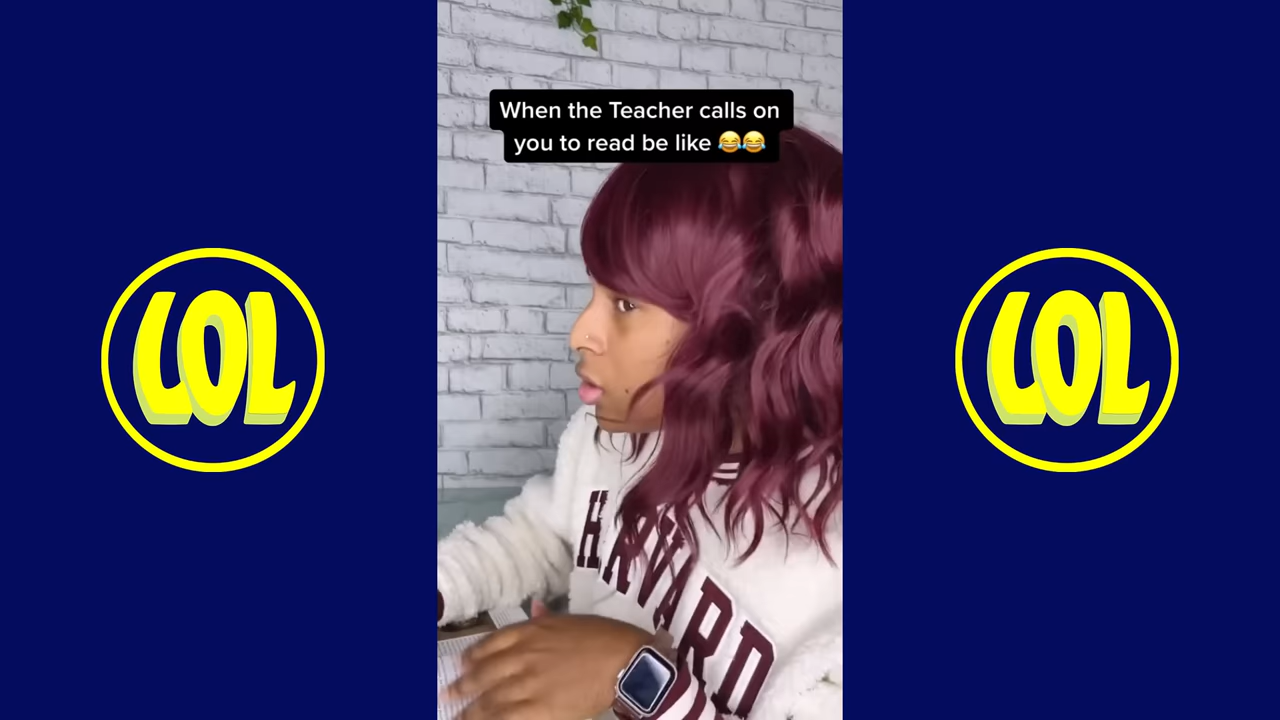 When the Teacher calls on
you to read be like 😂😂
LOL
LOL
HARVARD